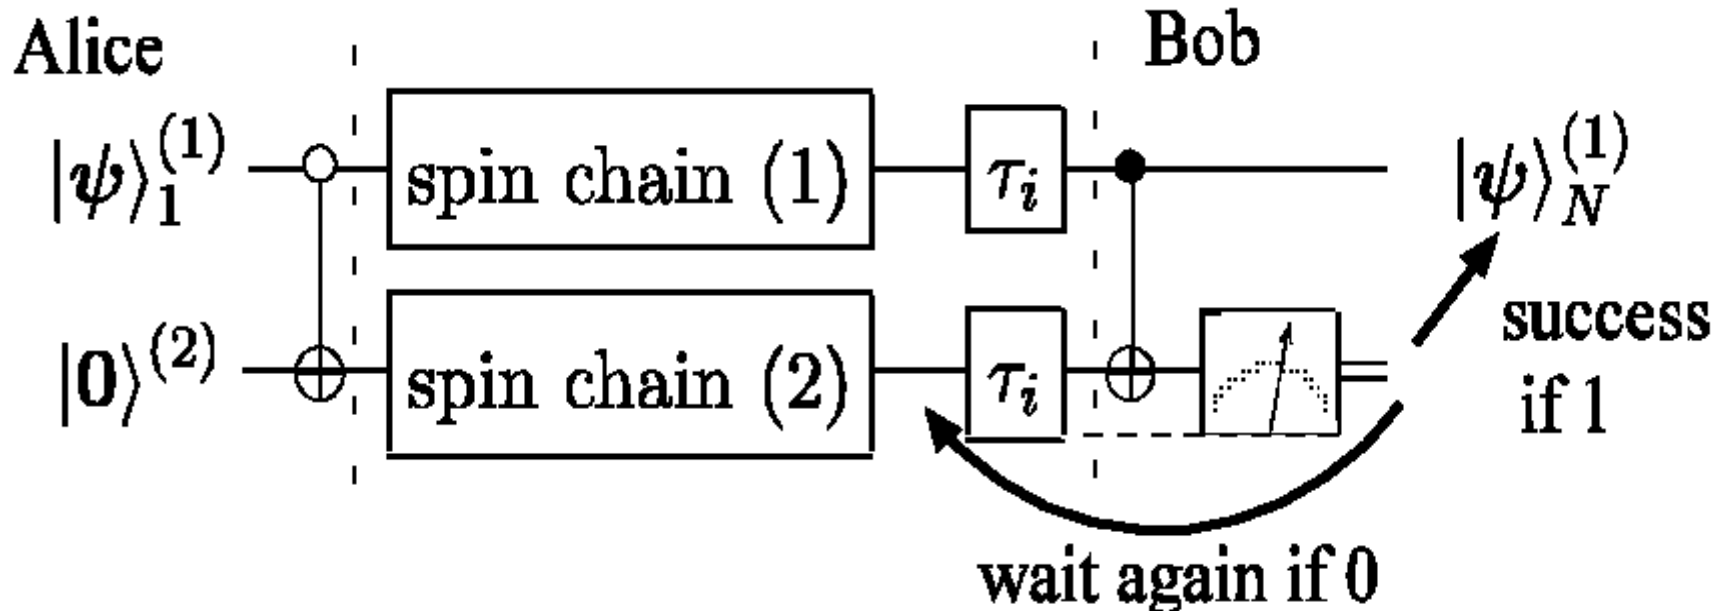 Alice
Bob
|ψ⟩₁⁽¹⁾
spin chain (1)
τᵢ
|ψ⟩_N⁽¹⁾
|0⟩⁽²⁾
spin chain (2)
τᵢ
success
if 1
wait again if 0